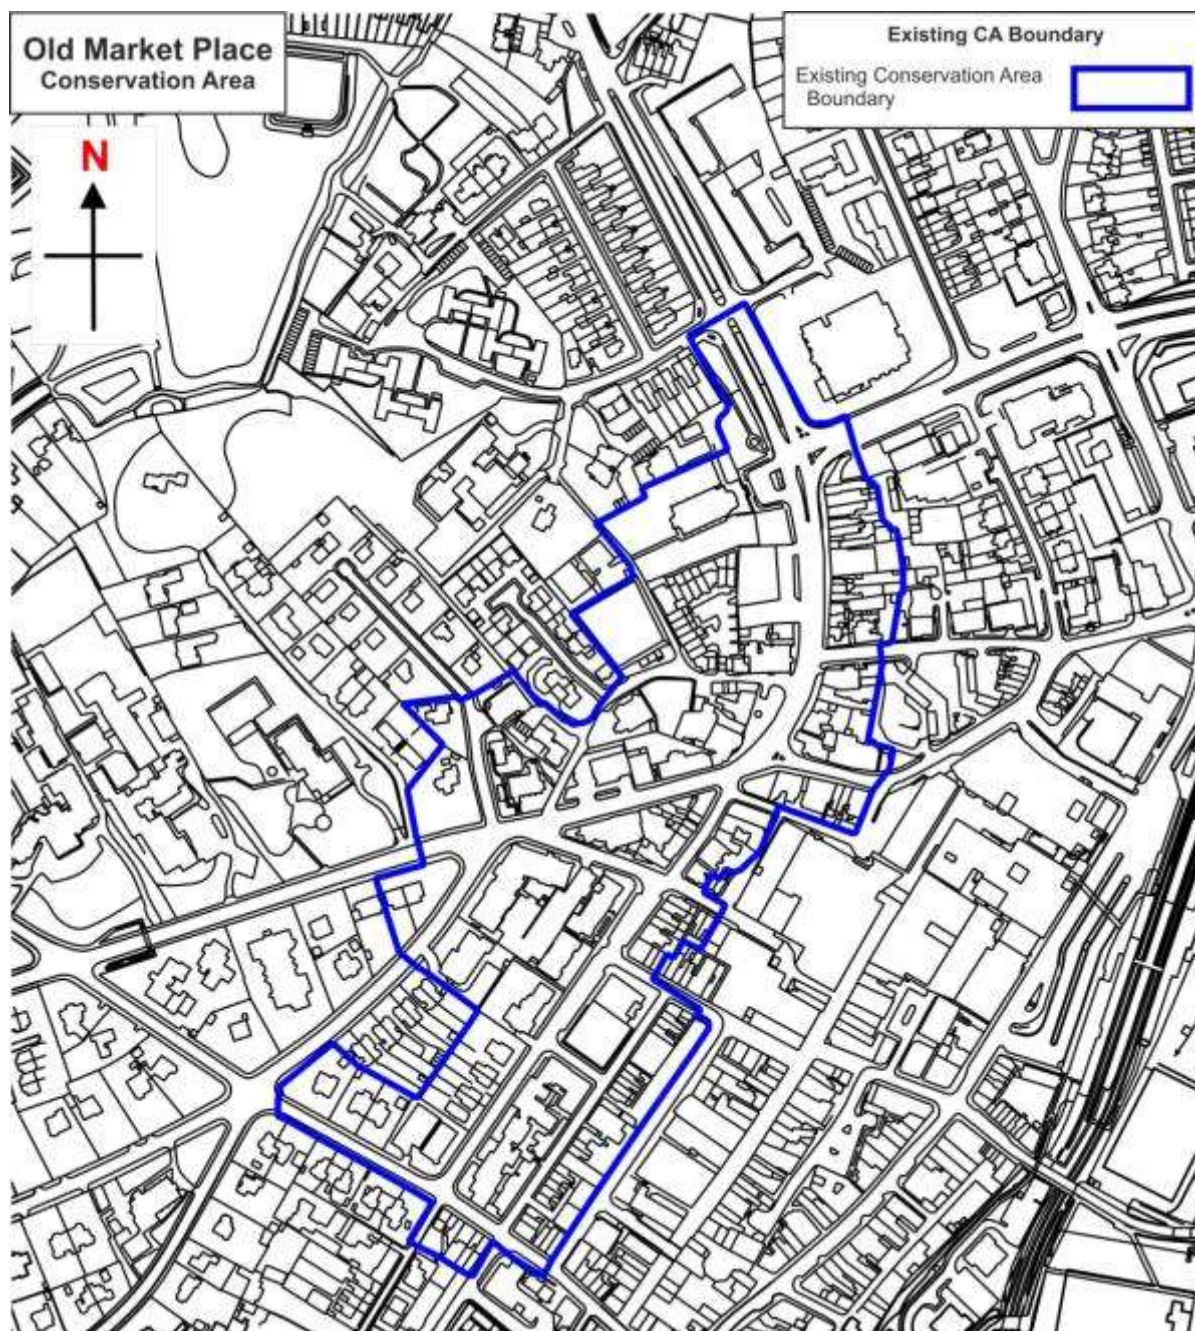 Old Market Place
Conservation Area
Existing CA Boundary
Existing Conservation Area
Boundary
N